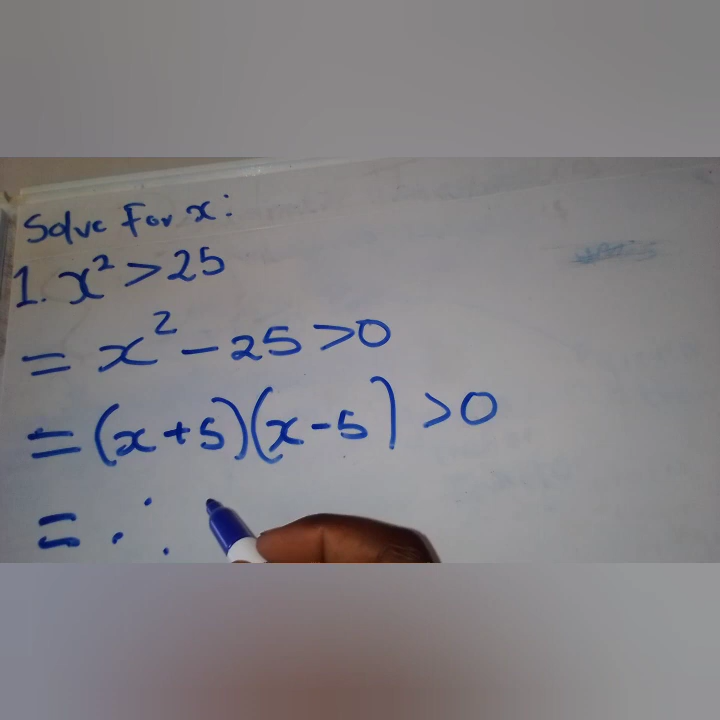 Solve For x:
1. x² > 25
= x² - 25 > 0
= (x + 5)(x - 5) > 0
= ∴